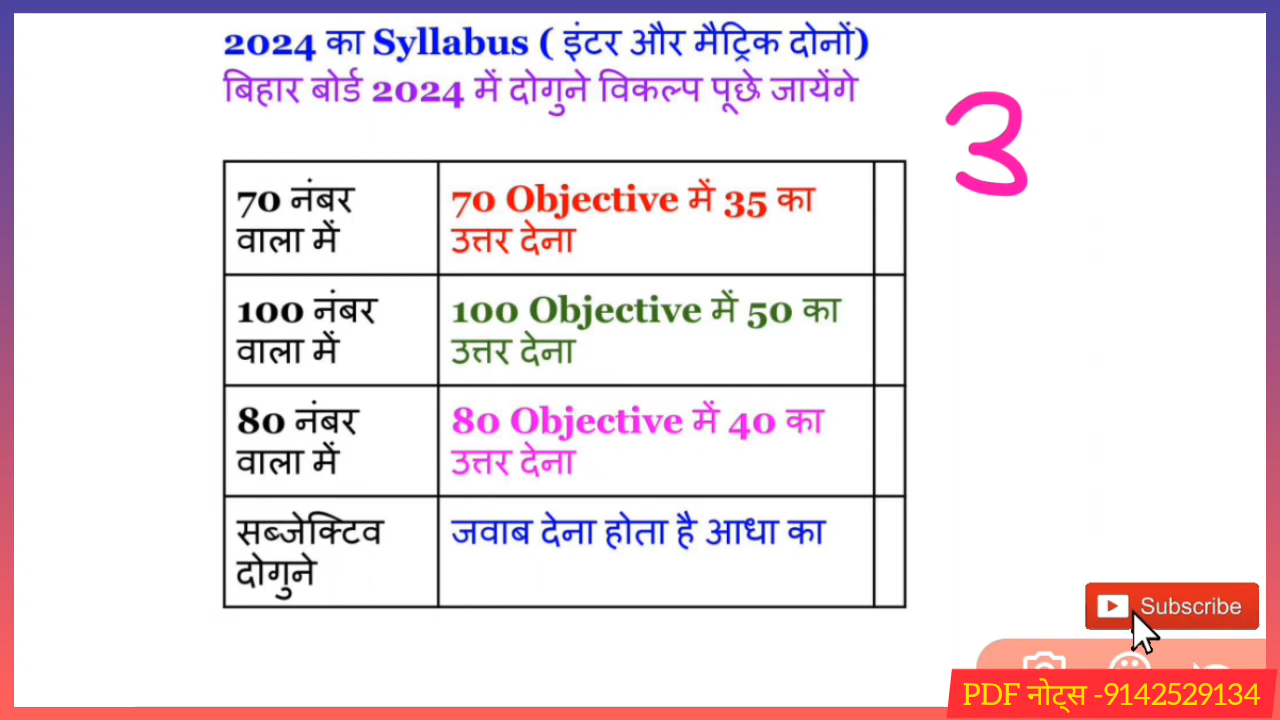 2024 का Syllabus ( इंटर और मैट्रिक दोनों)
बिहार बोर्ड 2024 में दोगुने विकल्प पूछे जायेंगे
3
70 नंबर
वाला में
70 Objective में 35 का
उत्तर देना
100 नंबर
वाला में
100 Objective में 50 का
उत्तर देना
80 नंबर
वाला में
80 Objective में 40 का
उत्तर देना
सब्जेक्टिव
दोगुने
जवाब देना होता है आधा का
Subscribe
PDF नोट्स -9142529134